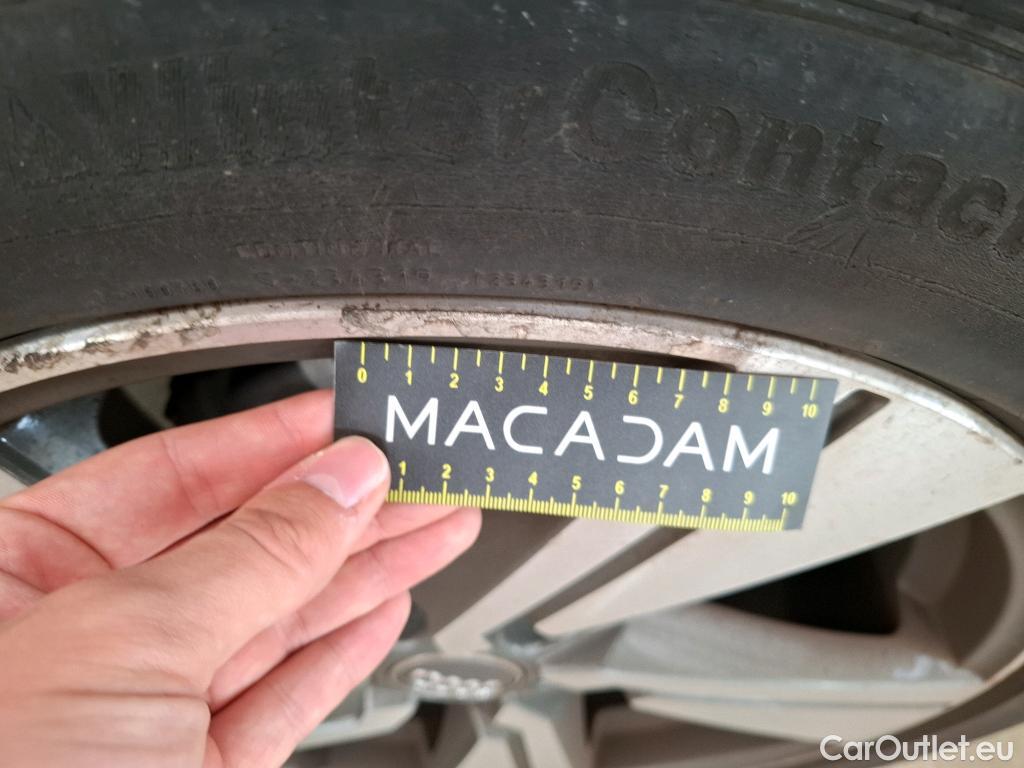 WinterContact
CONTINENTAL
0 1 2 3 4 5 6 7 8 9 10
MACADAM
1 2 3 4 5 6 7 8 9 10
CarOutlet.eu